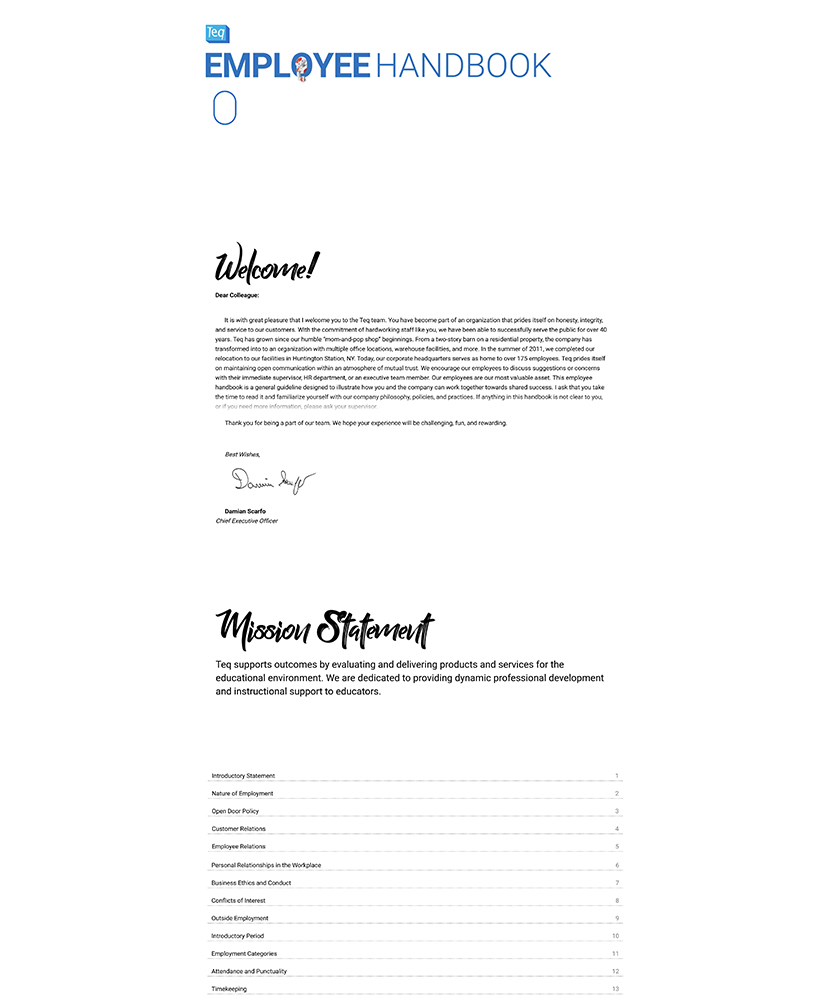 Teq
EMPLOYEE HANDBOOK
Welcome!
Dear Colleague:
It is with great pleasure that I welcome you to the Teq team. You have become part of an organization that prides itself on honesty, integrity,
and service to our customers. With the commitment of hardworking staff like you, we have been able to successfully serve the public for over 40
years. Teq has grown since our humble "mom-and-pop shop" beginnings. From a two-story barn on a residential property, the company has
transformed into to an organization with multiple office locations, warehouse facilities, and more. In the summer of 2011, we completed our
relocation to our facilities in Huntington Station, NY. Today, our corporate headquarters serves as home to over 175 employees. Teq prides itself
on maintaining open communication within an atmosphere of mutual trust. We encourage our employees to discuss suggestions or concerns
with their immediate supervisor, HR department, or an executive team member. Our employees are our most valuable asset. This employee
handbook is a general guideline designed to illustrate how you and the company can work together towards shared success. I ask that you take
the time to read it and familiarize yourself with our company philosophy, policies, and practices. If anything in this handbook is not clear to you,
or if you need more information, please ask your supervisor.
Thank you for being a part of our team. We hope your experience will be challenging, fun, and rewarding.
Best Wishes,
Damian Scarfo
Damian Scarfo
Chief Executive Officer
Mission Statement
Teq supports outcomes by evaluating and delivering products and services for the
educational environment. We are dedicated to providing dynamic professional development
and instructional support to educators.
Introductory Statement 1
Nature of Employment 2
Open Door Policy 3
Customer Relations 4
Employee Relations 5
Personal Relationships in the Workplace 6
Business Ethics and Conduct 7
Conflicts of Interest 8
Outside Employment 9
Introductory Period 10
Employment Categories 11
Attendance and Punctuality 12
Timekeeping 13